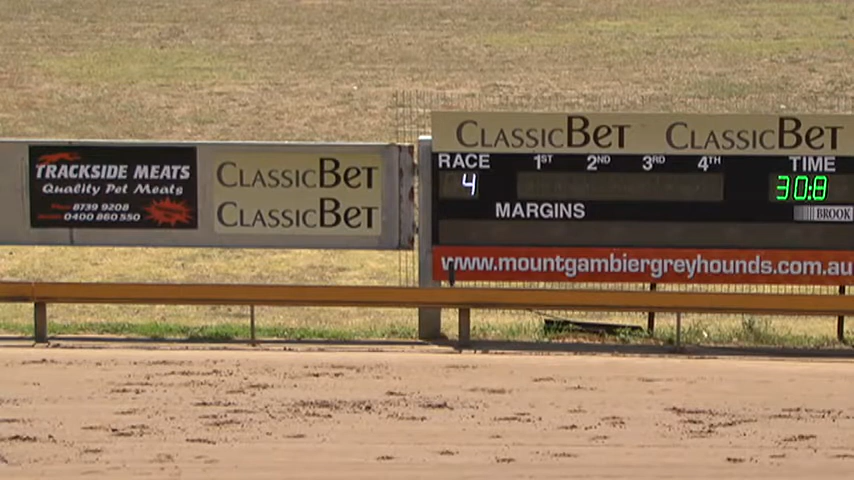 TRACKSIDE MEATS
Quality Pet Meats
8739 9208
0400 860 550
CLASSICBET
CLASSICBET
CLASSICBET CLASSICBET
RACE 1ST 2ND 3RD 4TH TIME
4 30:8
MARGINS
BROOK
www.mountgambiergreyhounds.com.au